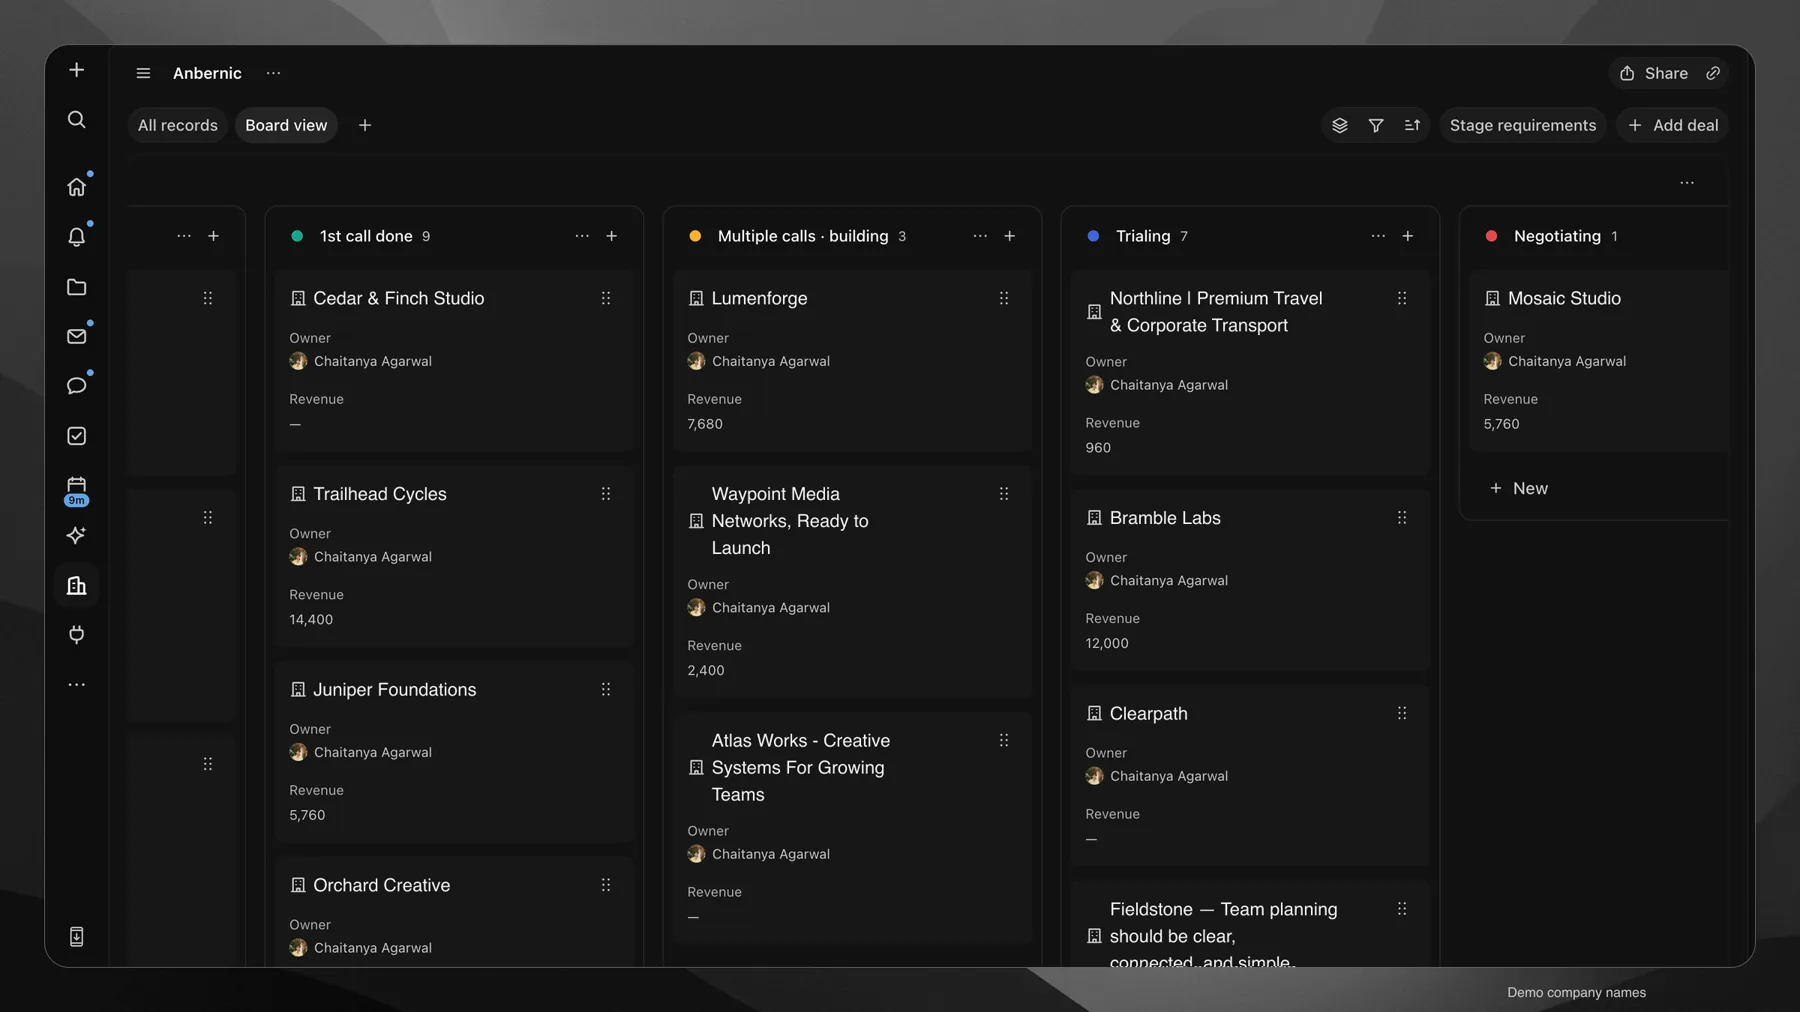 Anbernic
Share
All records
Board view
Stage requirements
Add deal
1st call done 9
Cedar & Finch Studio
Owner
Chaitanya Agarwal
Revenue
—
Trailhead Cycles
Owner
Chaitanya Agarwal
Revenue
14,400
Juniper Foundations
Owner
Chaitanya Agarwal
Revenue
5,760
Orchard Creative
Owner
Chaitanya Agarwal
Multiple calls · building 3
Lumenforge
Owner
Chaitanya Agarwal
Revenue
7,680
Waypoint Media
Networks, Ready to
Launch
Owner
Chaitanya Agarwal
Revenue
2,400
Atlas Works - Creative
Systems For Growing
Teams
Owner
Chaitanya Agarwal
Revenue
—
Trialing 7
Northline | Premium Travel
& Corporate Transport
Owner
Chaitanya Agarwal
Revenue
960
Bramble Labs
Owner
Chaitanya Agarwal
Revenue
12,000
Clearpath
Owner
Chaitanya Agarwal
Revenue
—
Fieldstone — Team planning
should be clear,
connected, and simple.
Negotiating 1
Mosaic Studio
Owner
Chaitanya Agarwal
Revenue
5,760
New
9m
Demo company names